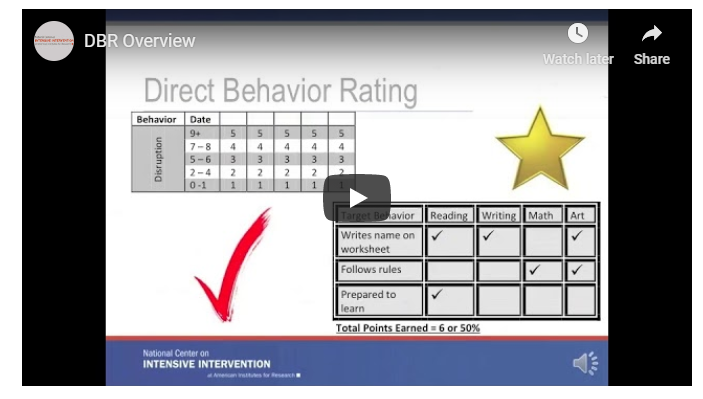 DBR Overview
Watch later
Share
Direct Behavior Rating
Behavior Date
Disruption
9+ 5 5 5 5 5
7 – 8 4 4 4 4 4
5 – 6 3 3 3 3 3
2 – 4 2 2 2 2 2
0 -1 1 1 1 1 1
Target Behavior Reading Writing Math Art
Writes name on
worksheet ✓ ✓ ✓
Follows rules ✓ ✓
Prepared to
learn ✓
Total Points Earned = 6 or 50%
National Center on
INTENSIVE INTERVENTION
at American Institutes for Research